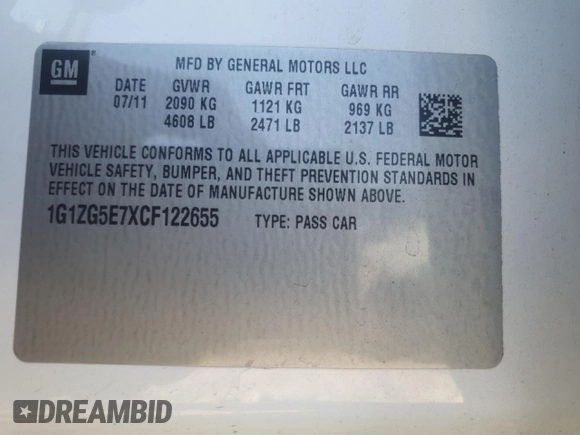 GM ®
MFD BY GENERAL MOTORS LLC
DATE GVWR GAWR FRT GAWR RR
07/11 2090 KG 1121 KG 969 KG
4608 LB 2471 LB 2137 LB
THIS VEHICLE CONFORMS TO ALL APPLICABLE U.S. FEDERAL MOTOR
VEHICLE SAFETY, BUMPER, AND THEFT PREVENTION STANDARDS IN
EFFECT ON THE DATE OF MANUFACTURE SHOWN ABOVE.
1G1ZG5E7XCF122655 TYPE: PASS CAR
DREAMBID